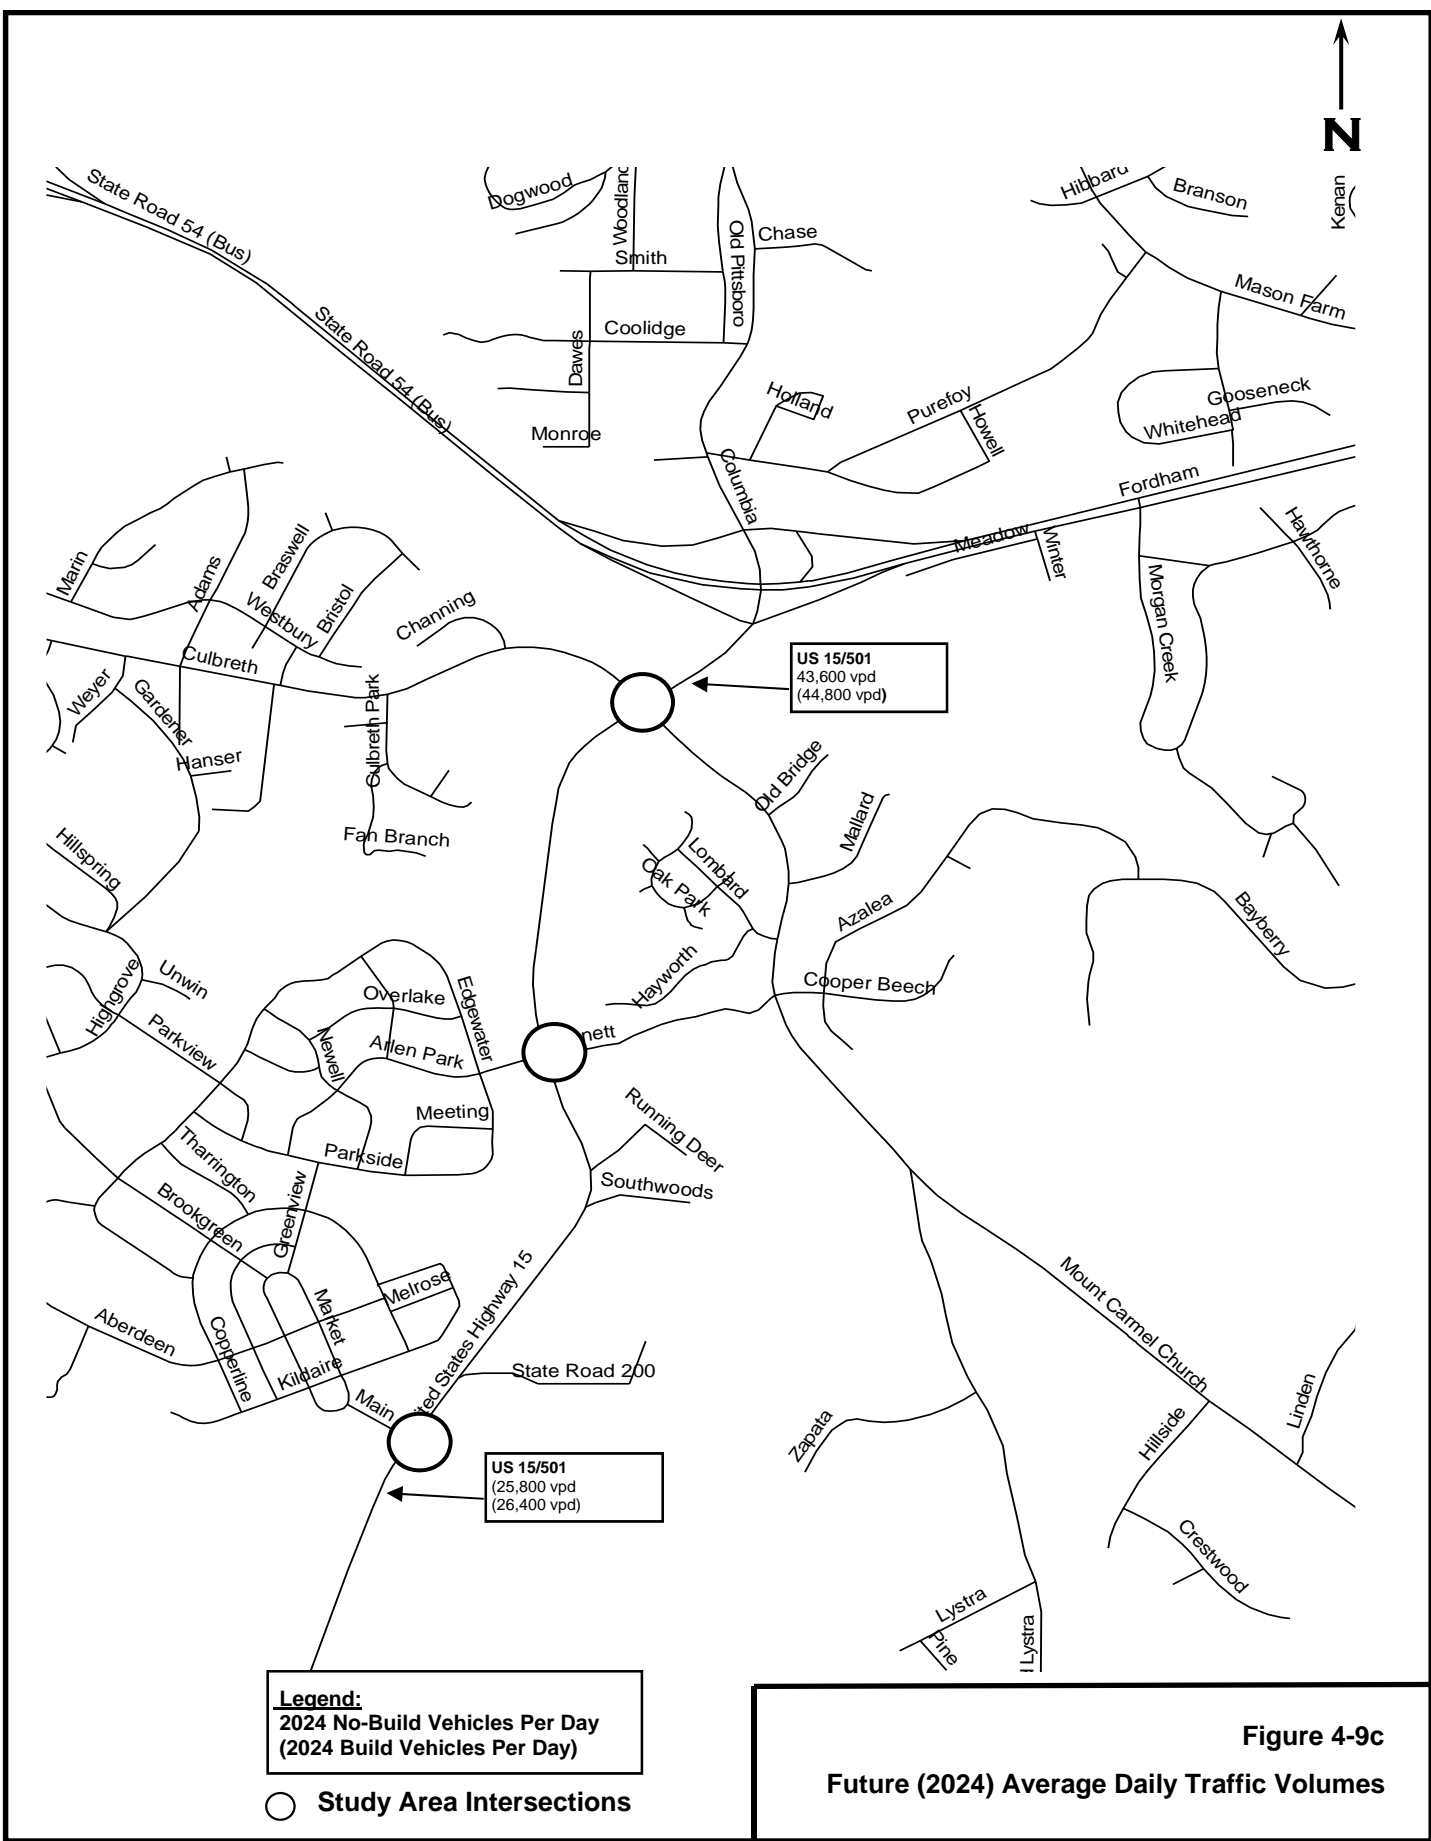 N
State Road 54 (Bus)
Dogwood
Woodland
Old Pittsboro
Chase
Hibbard
Branson
Kenan
Smith
Mason Farm
State Road 54 (Bus)
Coolidge
Dawes
Holland
Purefoy
Howell
Gooseneck
Whitehead
Monroe
Columbia
Fordham
Meadow
Winter
Hawthorne
Marin
Adams
Braswell
Westbury
Bristol
Channing
Morgan Creek
Culbreth
Weyer
Gardener
Hanser
Culbreth Park
US 15/501
43,600 vpd
(44,800 vpd)
Old Bridge
Mallard
Fan Branch
Hillspring
Lombard
Oak Park
Azalea
Bayberry
Hayworth
Cooper Beech
Unwin
Highgrove
Overlake
Edgewater
Parkview
Newell
Arlen Park
nett
Meeting
Running Deer
Tharrington
Parkside
Southwoods
Brookgreen
Greenview
Melrose
Market
Mount Carmel Church
Aberdeen
Copperline
Kildaire
ited States Highway 15
State Road 200
Main
Linden
Hillside
Zapata
US 15/501
(25,800 vpd
(26,400 vpd)
Crestwood
Lystra
Pine
l Lystra
Legend:
2024 No-Build Vehicles Per Day
(2024 Build Vehicles Per Day)
Study Area Intersections
Figure 4-9c
Future (2024) Average Daily Traffic Volumes